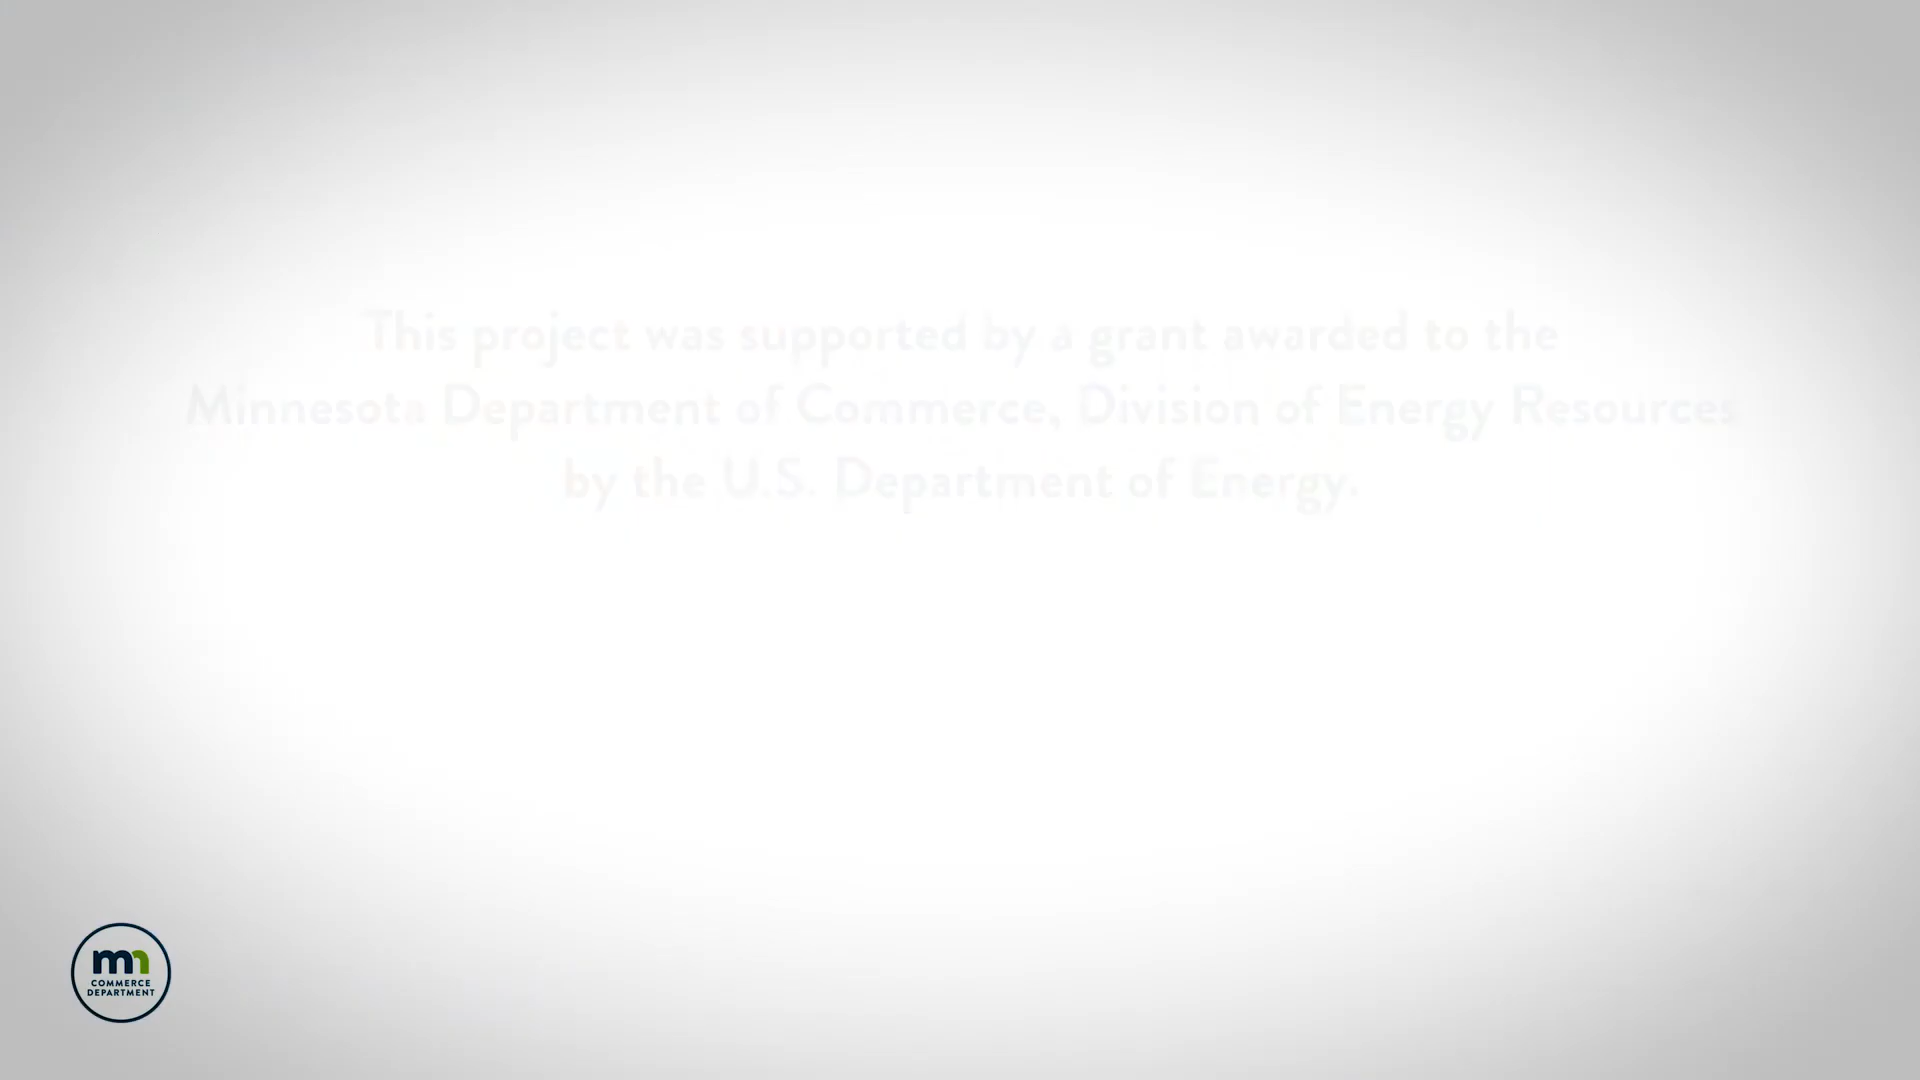 This project was supported by a grant awarded to the
Minnesota Department of Commerce, Division of Energy Resources
by the U.S. Department of Energy.
mn
COMMERCE
DEPARTMENT